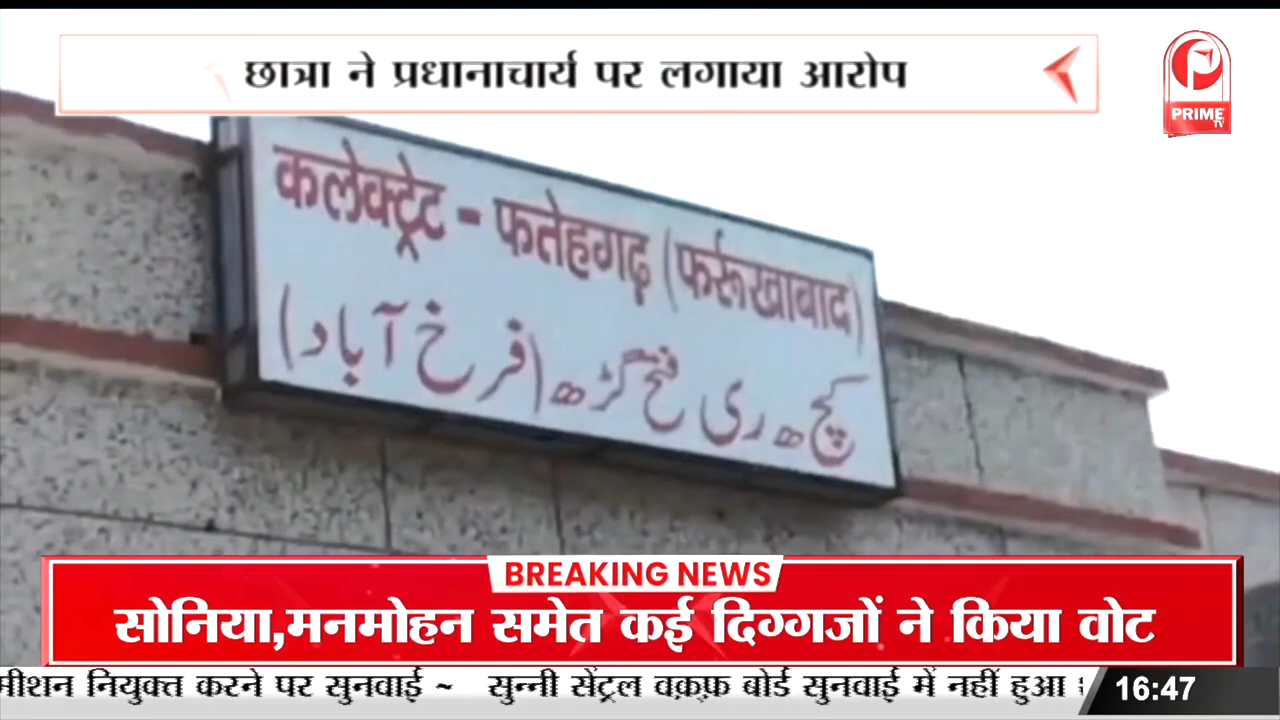 छात्रा ने प्रधानाचार्य पर लगाया आरोप
PRIME
TV
कलेक्ट्रेट - फतेहगढ़ (फर्रूखाबाद)
کچہری فتح گڑھ (فرخ آباد)
BREAKING NEWS
सोनिया,मनमोहन समेत कई दिग्गजों ने किया वोट
मीशन नियुक्त करने पर सुनवाई ~ सुन्नी सेंट्रल वक़्फ़ बोर्ड सुनवाई में नहीं हुआ
16:47